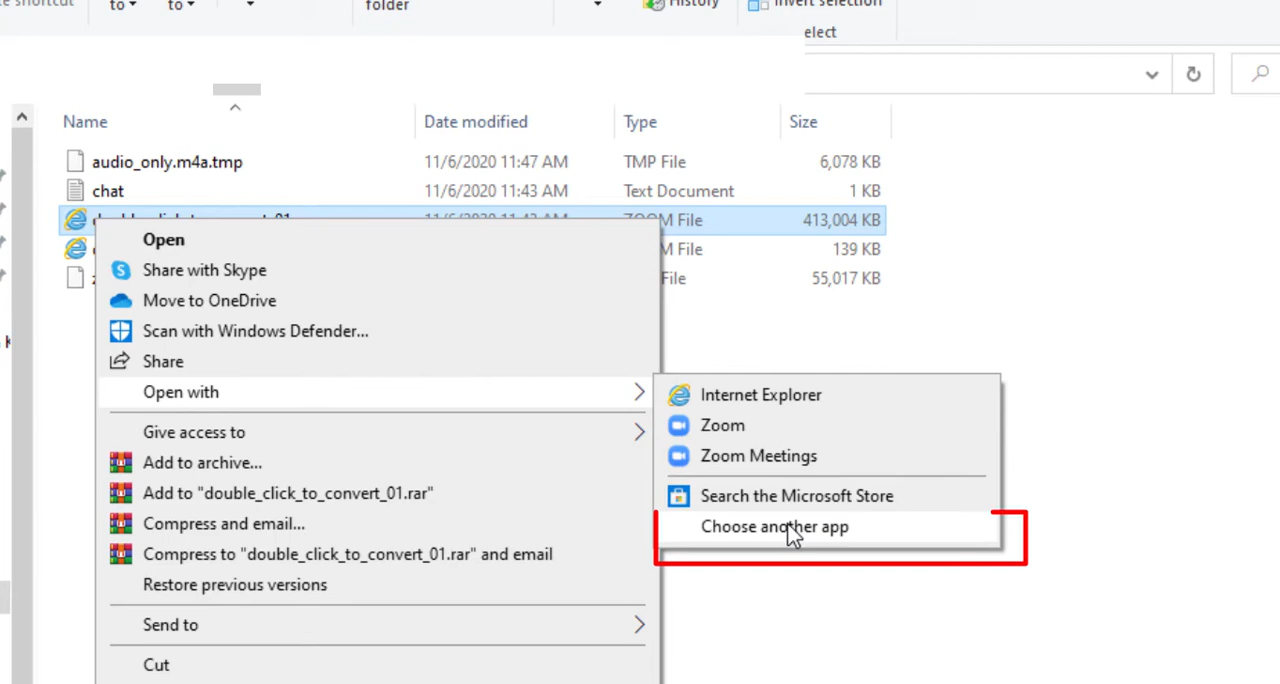 to to
folder
History
Invert selection
elect
Name Date modified Type Size
audio_only.m4a.tmp 11/6/2020 11:47 AM TMP File 6,078 KB
chat 11/6/2020 11:43 AM Text Document 1 KB
ZOOM File 413,004 KB
M File 139 KB
File 55,017 KB
Open
Share with Skype
Move to OneDrive
Scan with Windows Defender...
Share
Open with
Give access to
Add to archive...
Add to "double_click_to_convert_01.rar"
Compress and email...
Compress to "double_click_to_convert_01.rar" and email
Restore previous versions
Send to
Cut
Internet Explorer
Zoom
Zoom Meetings
Search the Microsoft Store
Choose another app